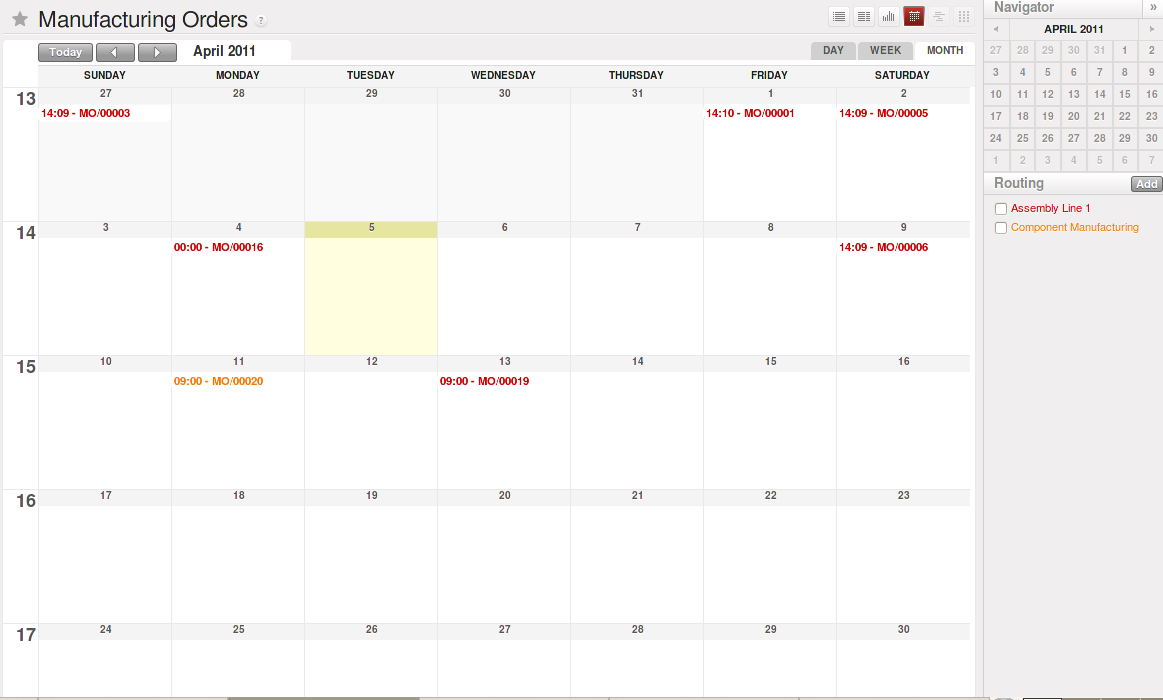 Manufacturing Orders ?
Today
April 2011
DAY WEEK MONTH
SUNDAY MONDAY TUESDAY WEDNESDAY THURSDAY FRIDAY SATURDAY
13 27 28 29 30 31 1 2
14:09 - MO/00003 14:10 - MO/00001 14:09 - MO/00005
14 3 4 5 6 7 8 9
00:00 - MO/00016 14:09 - MO/00006
15 10 11 12 13 14 15 16
09:00 - MO/00020 09:00 - MO/00019
16 17 18 19 20 21 22 23
17 24 25 26 27 28 29 30
Navigator »
APRIL 2011
27 28 29 30 31 1 2
3 4 5 6 7 8 9
10 11 12 13 14 15 16
17 18 19 20 21 22 23
24 25 26 27 28 29 30
1 2 3 4 5 6 7
Routing Add
Assembly Line 1
Component Manufacturing